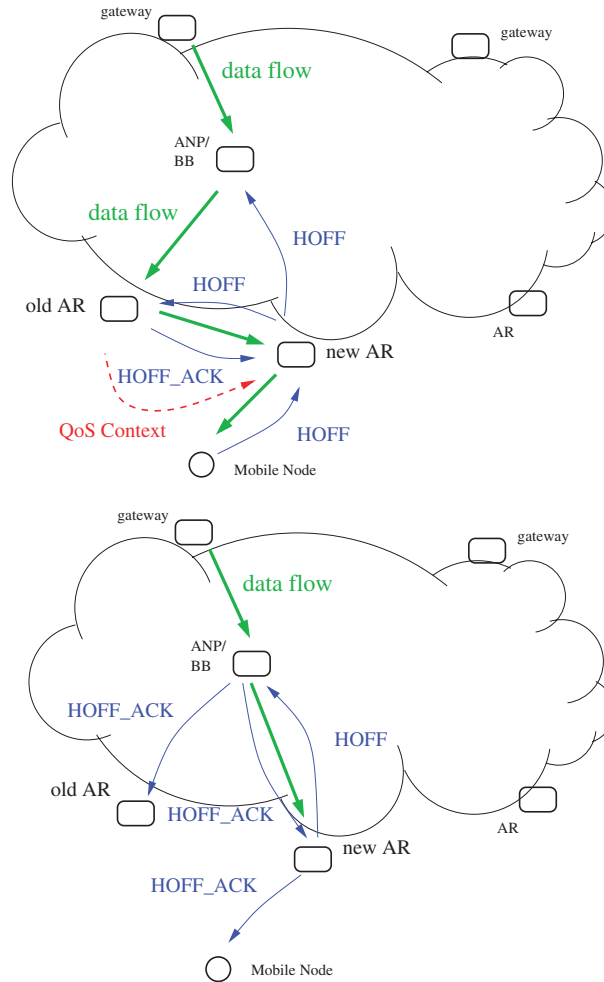 gateway
gateway
data flow
ANP/
BB
data flow
HOFF
HOFF
old AR
AR
new AR
HOFF_ACK
QoS Context
HOFF
Mobile Node
gateway
gateway
data flow
ANP/
BB
HOFF_ACK
HOFF
old AR
HOFF_ACK
AR
new AR
HOFF_ACK
Mobile Node